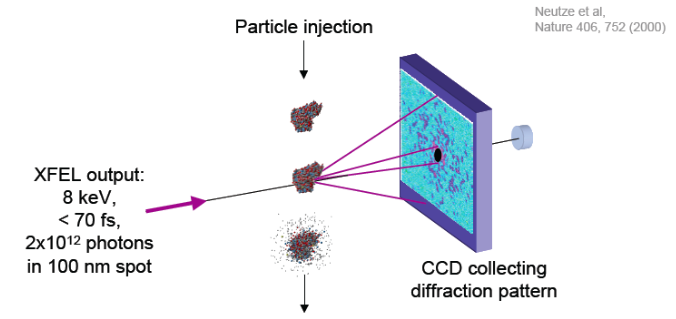 Neutze et al,
Nature 406, 752 (2000)
Particle injection
XFEL output:
8 keV,
< 70 fs,
2x10¹² photons
in 100 nm spot
CCD collecting
diffraction pattern